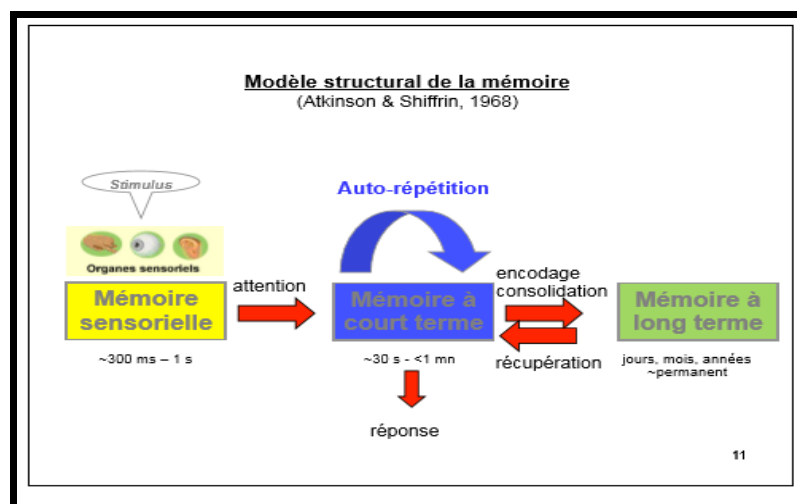 Modèle structural de la mémoire
(Atkinson & Shiffrin, 1968)
Stimulus
Auto-répétition
Organes sensoriels
Mémoire
sensorielle
attention
Mémoire à
court terme
encodage
consolidation
récupération
Mémoire à
long terme
~300 ms – 1 s
~30 s - <1 mn
jours, mois, années
~permanent
réponse
11